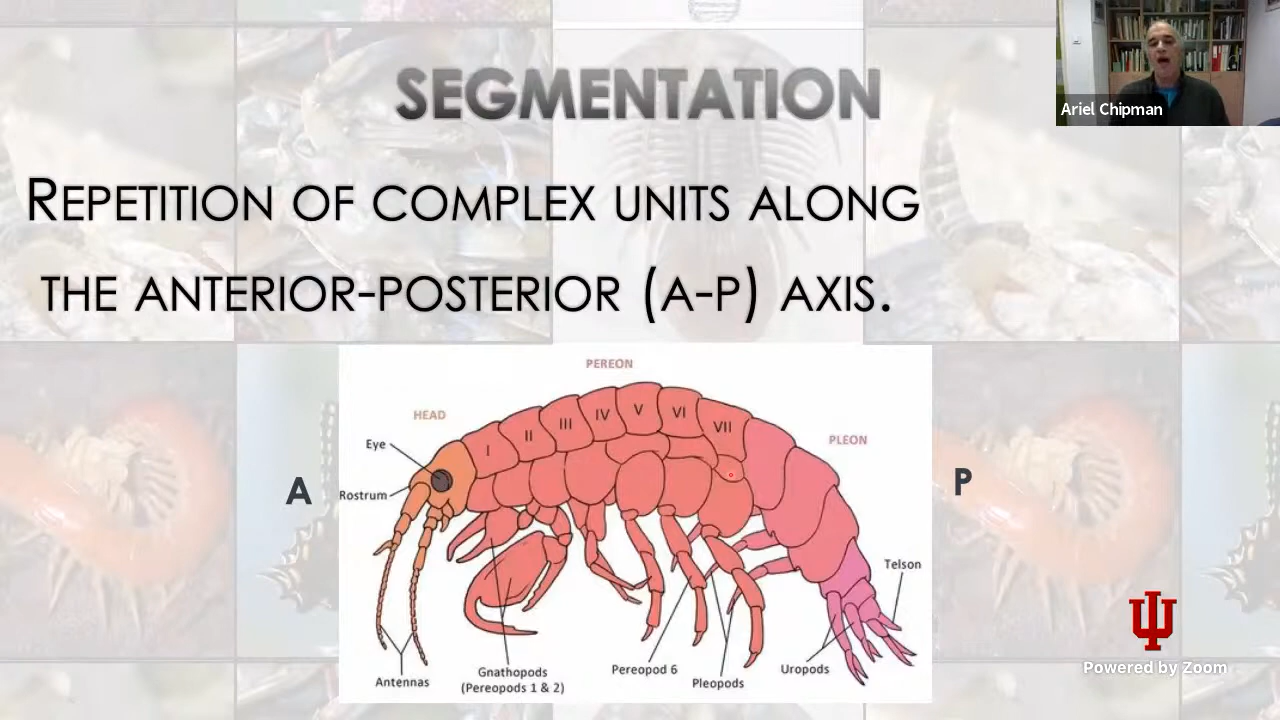 SEGMENTATION
Ariel Chipman
REPETITION OF COMPLEX UNITS ALONG
THE ANTERIOR-POSTERIOR (A-P) AXIS.
PEREON
HEAD
PLEON
Eye
I II III IV V VI VII
Rostrum
A
P
Telson
Antennas
Gnathopods
(Pereopods 1 & 2)
Pereopod 6
Pleopods
Uropods
Powered by Zoom